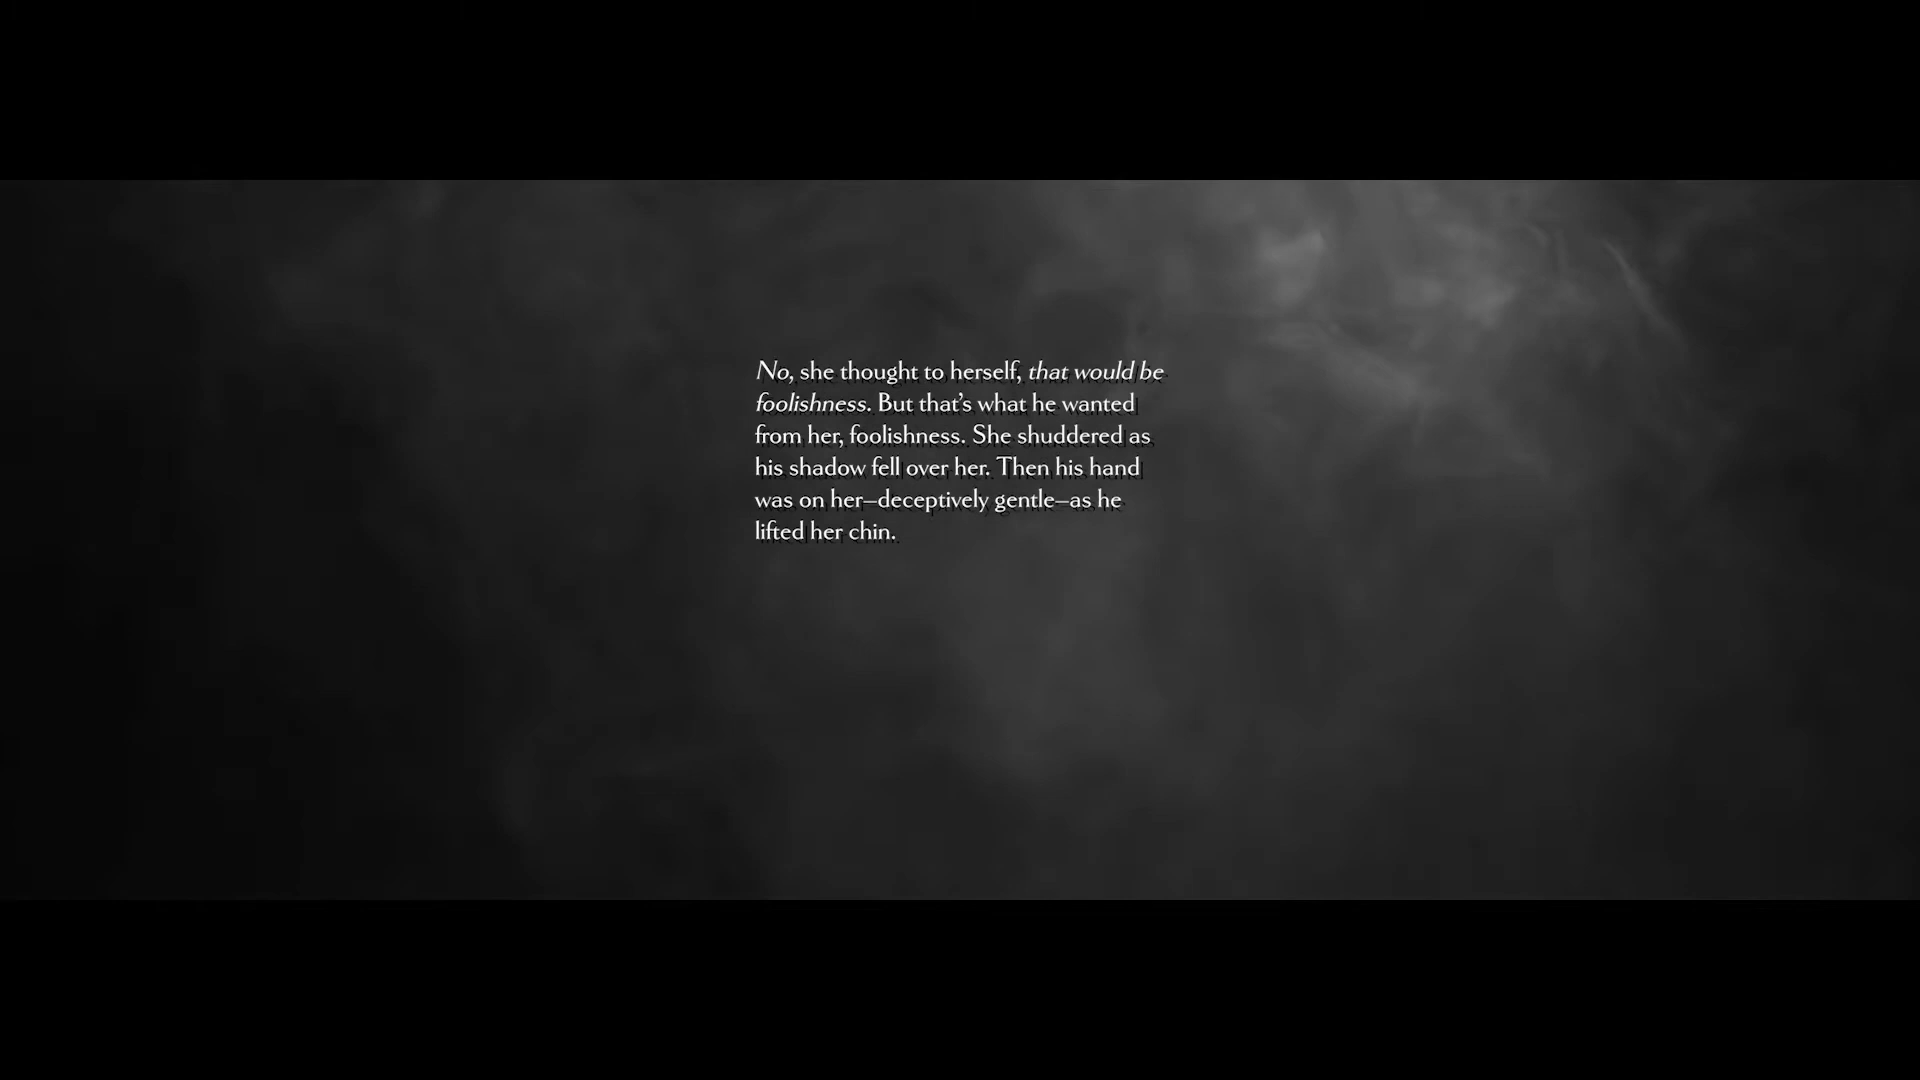 No, she thought to herself, that would be
foolishness. But that’s what he wanted
from her, foolishness. She shuddered as
his shadow fell over her. Then his hand
was on her—deceptively gentle—as he
lifted her chin.